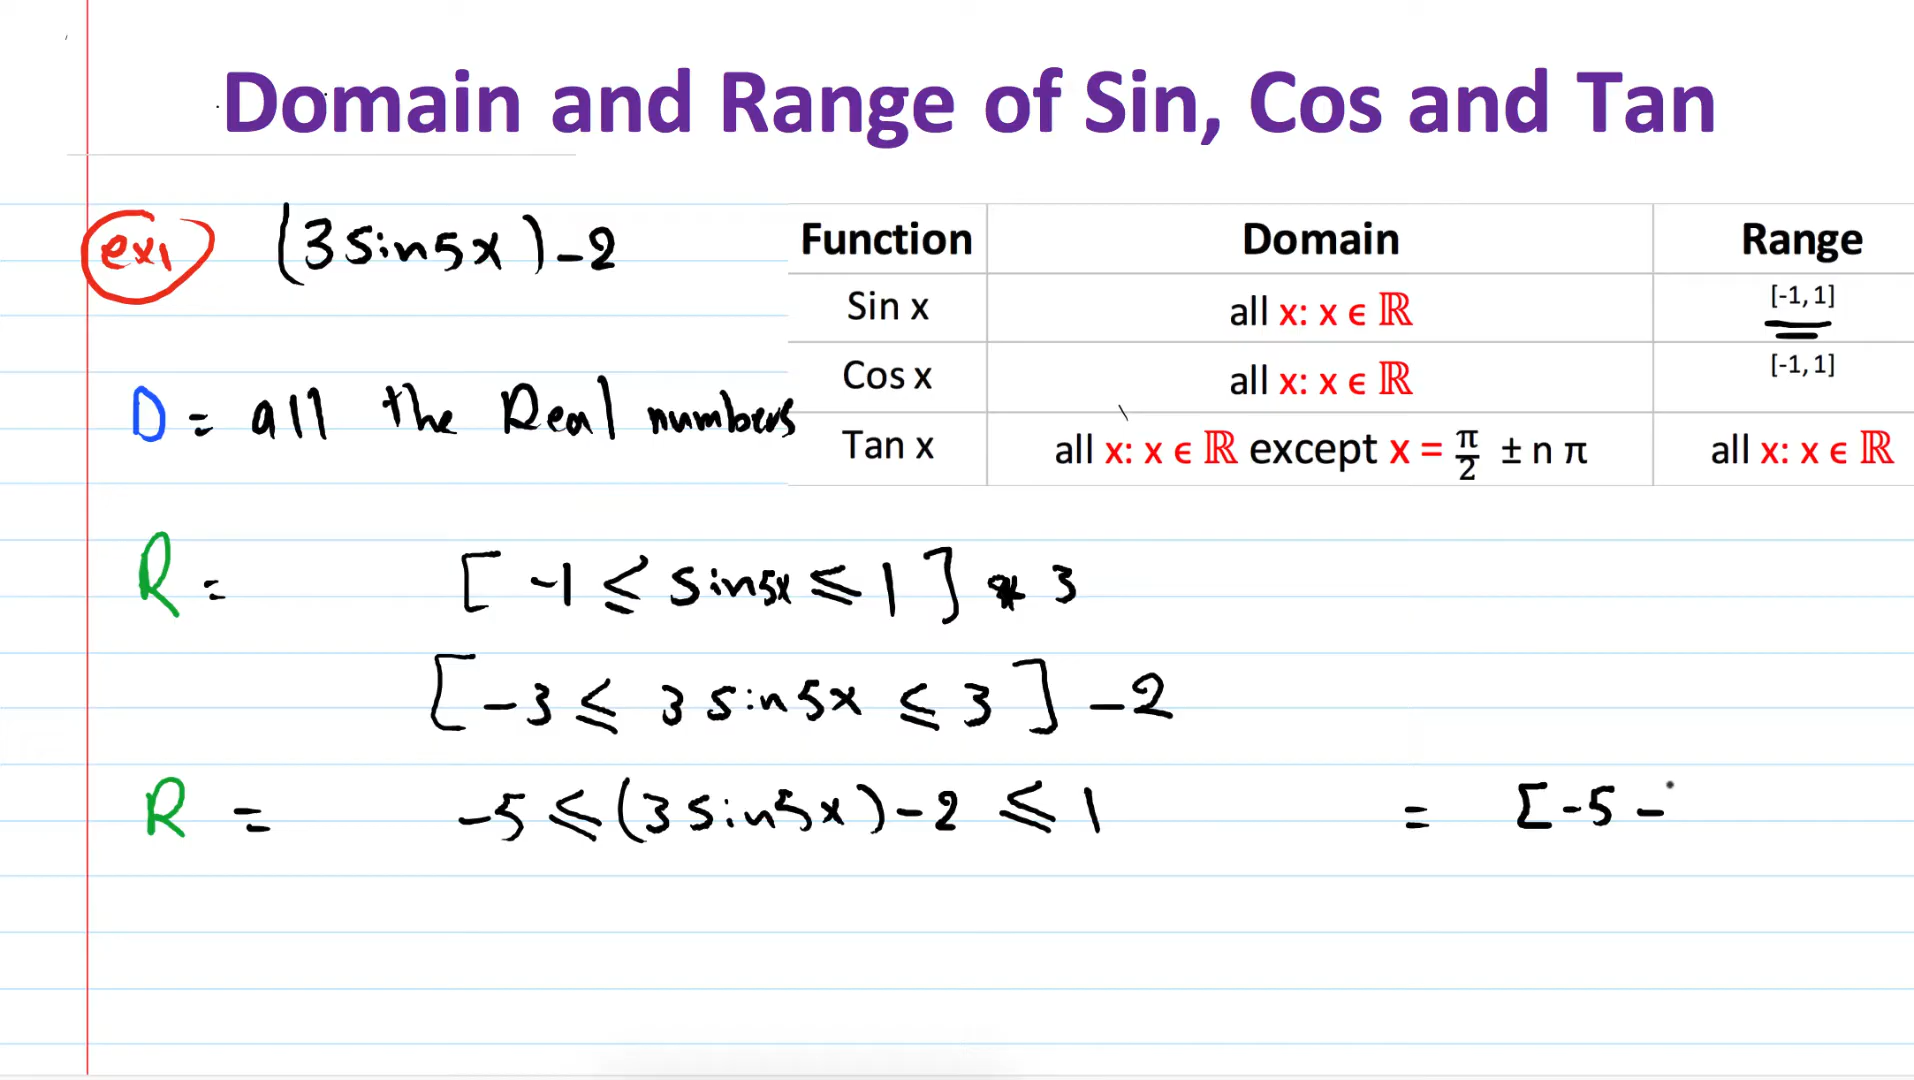 Domain and Range of Sin, Cos and Tan
ex1 (3 sin5x) - 2
Function Domain Range
Sin x all x: x ϵ ℝ [-1, 1]
Cos x all x: x ϵ ℝ [-1, 1]
Tan x all x: x ϵ ℝ except x = π/2 ± n π all x: x ϵ ℝ
D = all the Real numbers
R = [ -1 ≤ sin5x ≤ 1 ] * 3
[ -3 ≤ 3 sin5x ≤ 3 ] - 2
R = -5 ≤ (3 sin5x) - 2 ≤ 1 = [ -5 -